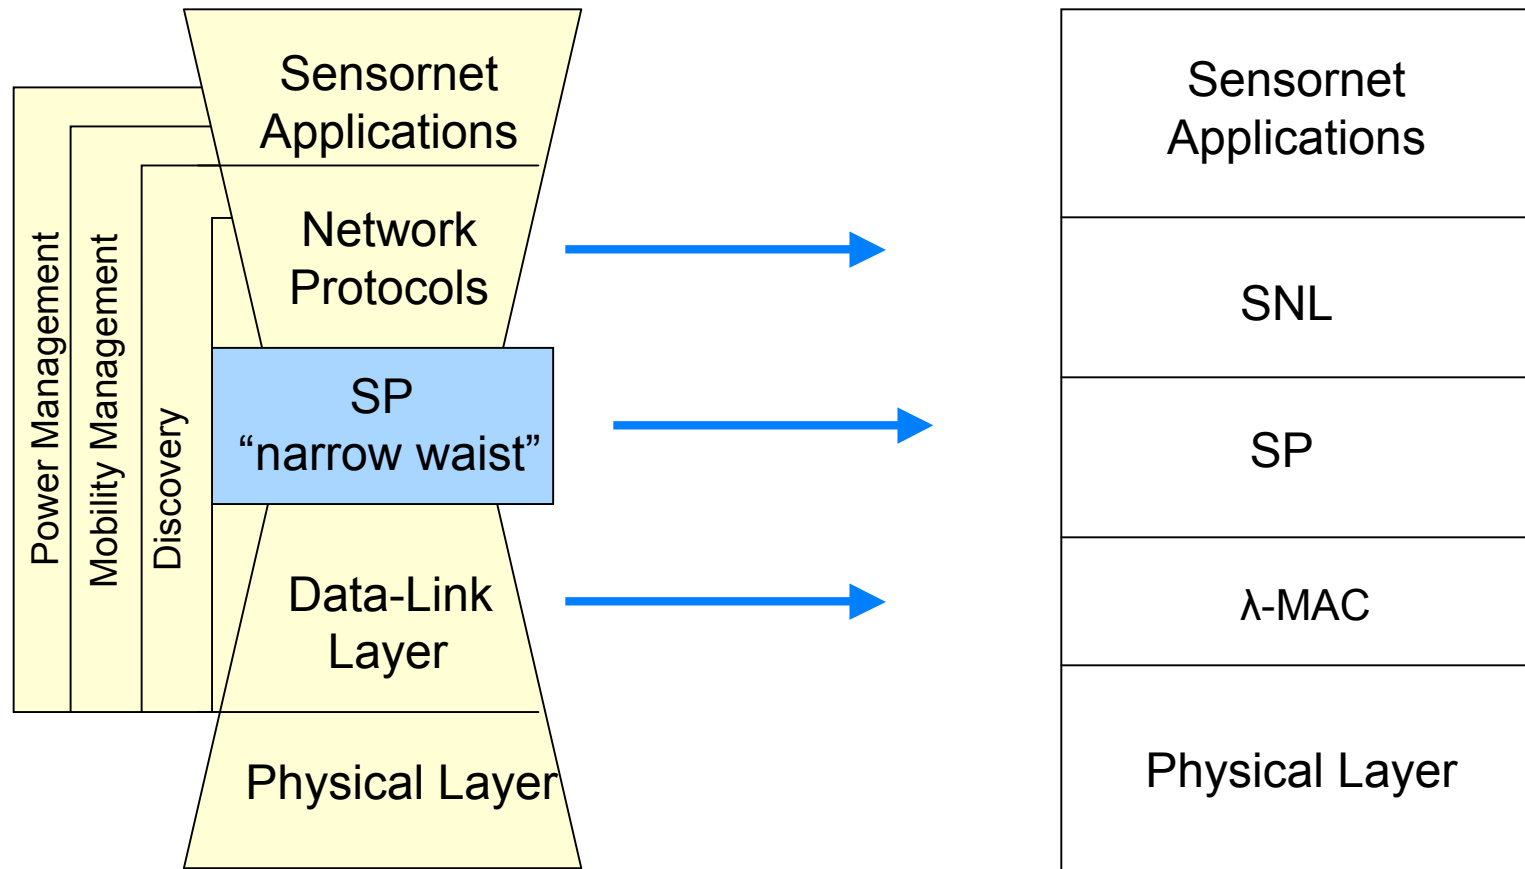 Sensornet
Applications
Network
Protocols
SP
“narrow waist”
Data-Link
Layer
Physical Layer
Power Management
Mobility Management
Discovery
Sensornet
Applications
SNL
SP
λ-MAC
Physical Layer